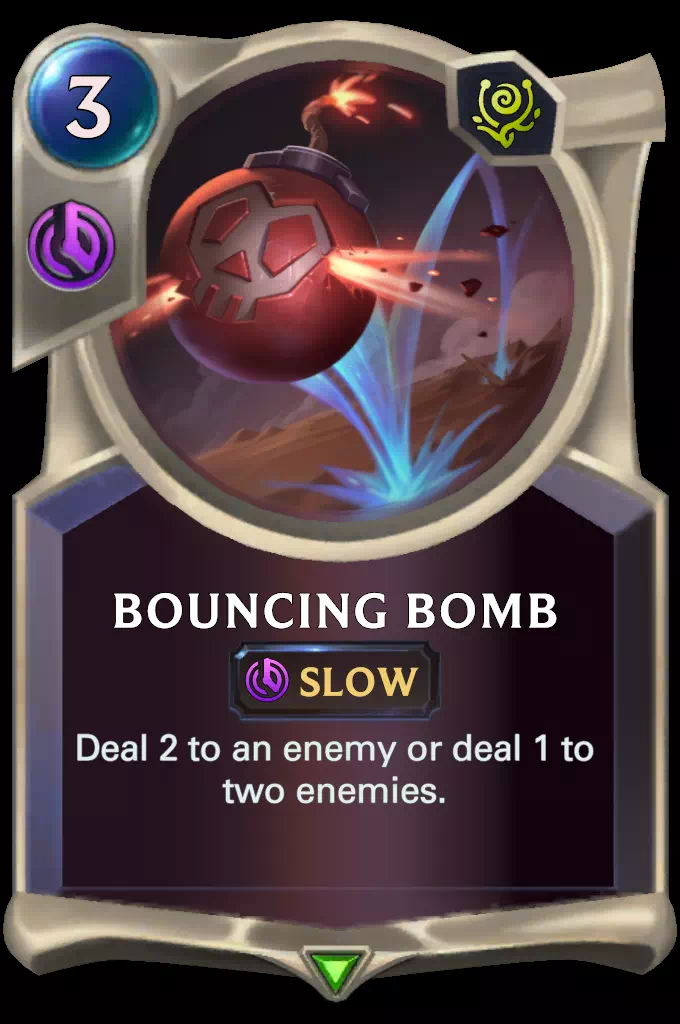 3
BOUNCING BOMB
SLOW
Deal 2 to an enemy or deal 1 to
two enemies.